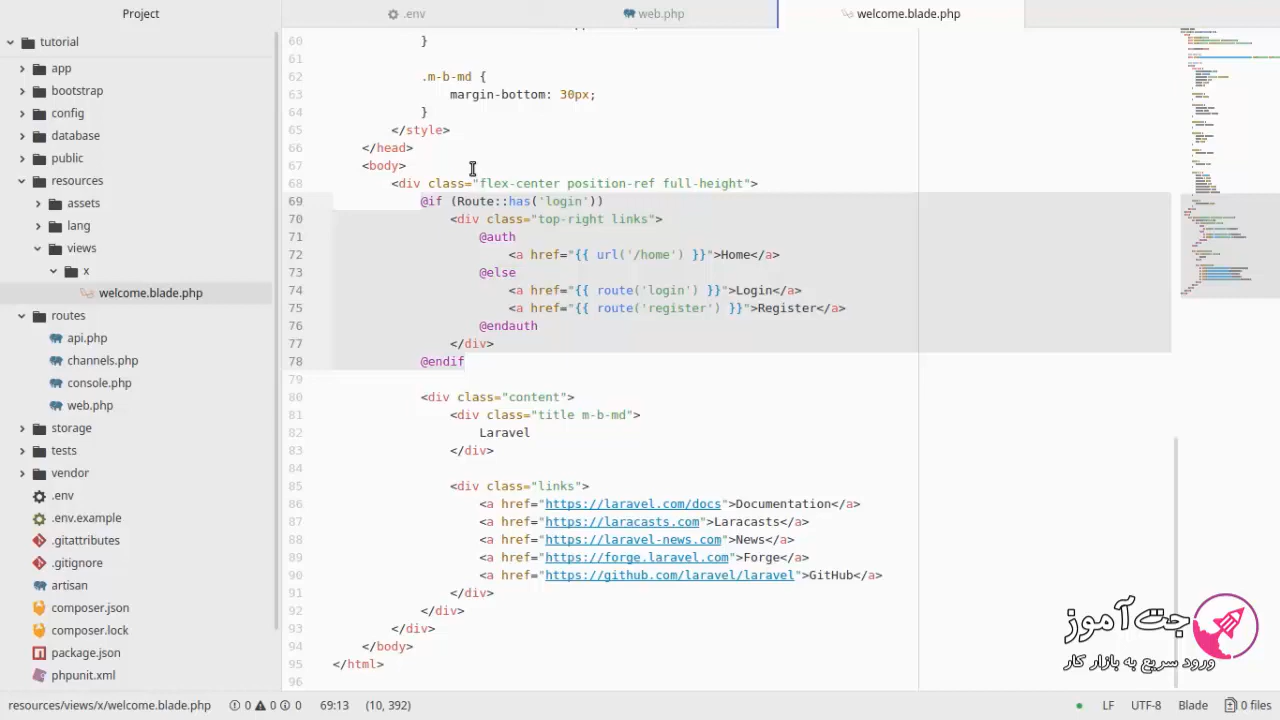 Project
.env
web.php
welcome.blade.php
tutorial
app
bootstrap
config
database
public
resources
assets
lang
views
x
welcome.blade.php
routes
api.php
channels.php
console.php
web.php
storage
tests
vendor
.env
.env.example
.gitattributes
.gitignore
artisan
composer.json
composer.lock
package.json
phpunit.xml
60 }
61
62 .m-b-md {
63 margin-bottom: 30px;
64 }
65 </style>
66 </head>
67 <body>
68 <div class="flex-center position-ref full-height">
69 @if (Route::has('login'))
70 <div class="top-right links">
71 @auth
72 <a href="{{ url('/home') }}">Home</a>
73 @else
74 <a href="{{ route('login') }}">Login</a>
75 <a href="{{ route('register') }}">Register</a>
76 @endauth
77 </div>
78 @endif
79
80 <div class="content">
81 <div class="title m-b-md">
82 Laravel
83 </div>
84
85 <div class="links">
86 <a href="https://laravel.com/docs">Documentation</a>
87 <a href="https://laracasts.com">Laracasts</a>
88 <a href="https://laravel-news.com">News</a>
89 <a href="https://forge.laravel.com">Forge</a>
90 <a href="https://github.com/laravel/laravel">GitHub</a>
91 </div>
92 </div>
93 </div>
94 </body>
95 </html>
96
جت آموز
ورود سریع به بازار کار
resources/views/x/welcome.blade.php 0 0 0 69:13 (10, 392)
LF UTF-8 Blade 0 files